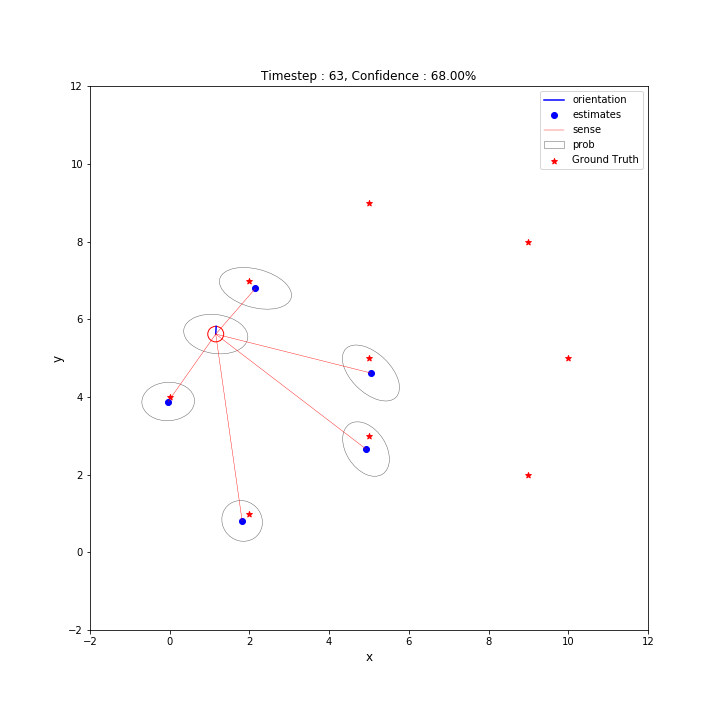 Timestep : 63, Confidence : 68.00%
12
10
8
6
4
2
0
−2
y
orientation
estimates
sense
prob
Ground Truth
−2 0 2 4 6 8 10 12
x